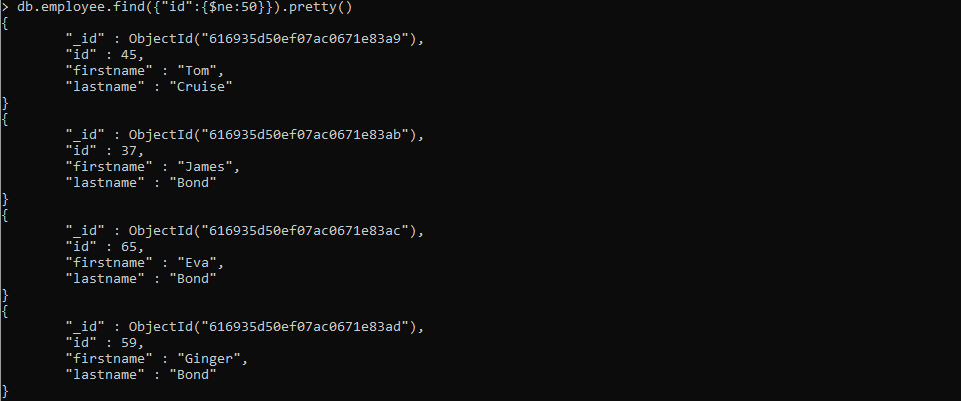 > db.employee.find({"id":{$ne:50}}).pretty()
{
        "_id" : ObjectId("616935d50ef07ac0671e83a9"),
        "id" : 45,
        "firstname" : "Tom",
        "lastname" : "Cruise"
}
{
        "_id" : ObjectId("616935d50ef07ac0671e83ab"),
        "id" : 37,
        "firstname" : "James",
        "lastname" : "Bond"
}
{
        "_id" : ObjectId("616935d50ef07ac0671e83ac"),
        "id" : 65,
        "firstname" : "Eva",
        "lastname" : "Bond"
}
{
        "_id" : ObjectId("616935d50ef07ac0671e83ad"),
        "id" : 59,
        "firstname" : "Ginger",
        "lastname" : "Bond"
}